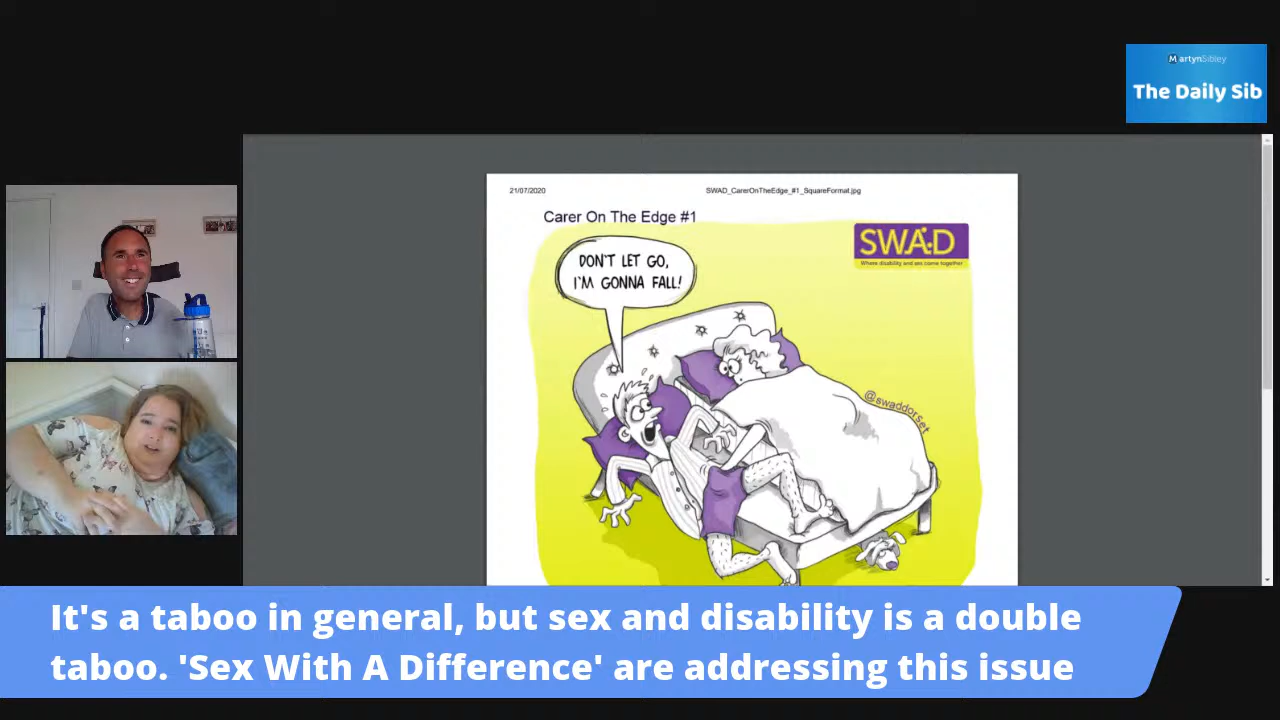 MartynSibley
The Daily Sib
21/07/2020
SWAD_CarerOnTheEdge_#1_SquareFormat.jpg
Carer On The Edge #1
SWAD
Where disability and sex come together
DON'T LET GO,
I'M GONNA FALL!
@swaddorset
It's a taboo in general, but sex and disability is a double
taboo. 'Sex With A Difference' are addressing this issue